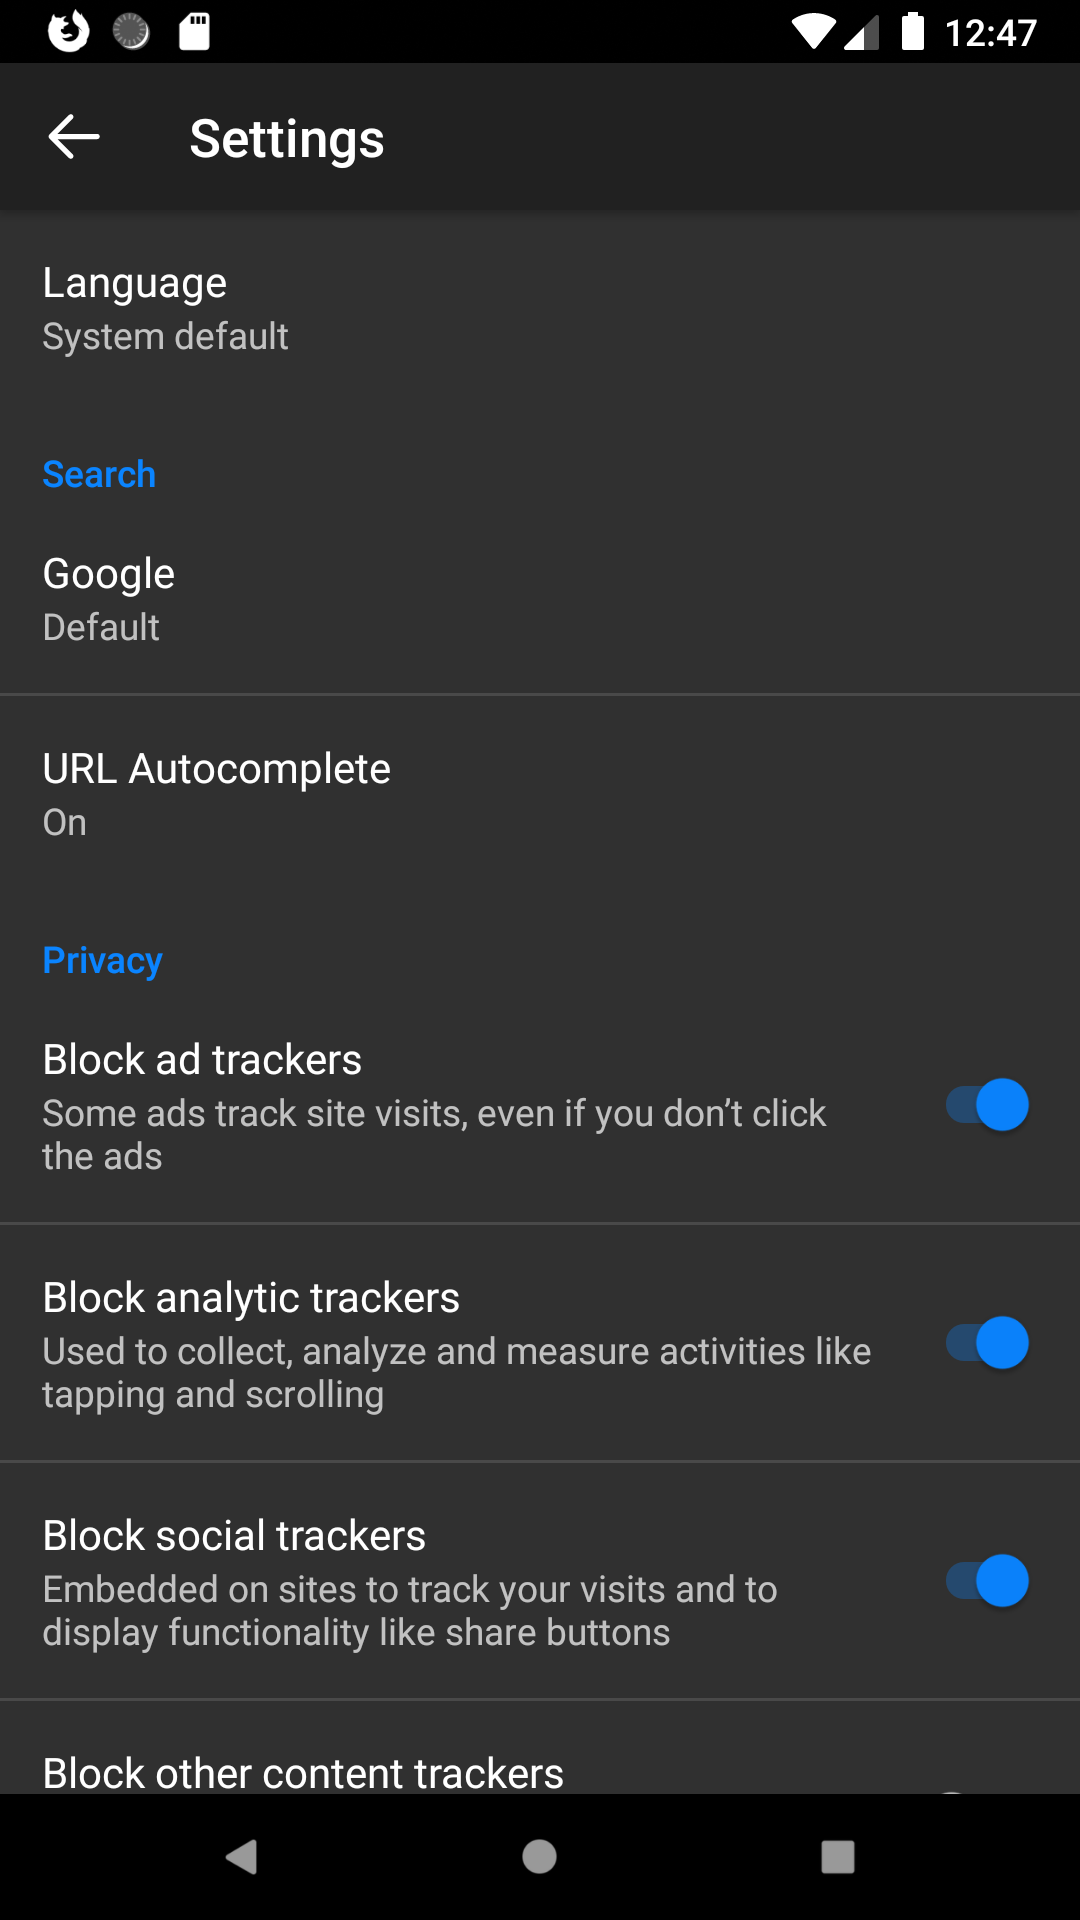 12:47
Settings
Language
System default
Search
Google
Default
URL Autocomplete
On
Privacy
Block ad trackers
Some ads track site visits, even if you don’t click
the ads
Block analytic trackers
Used to collect, analyze and measure activities like
tapping and scrolling
Block social trackers
Embedded on sites to track your visits and to
display functionality like share buttons
Block other content trackers